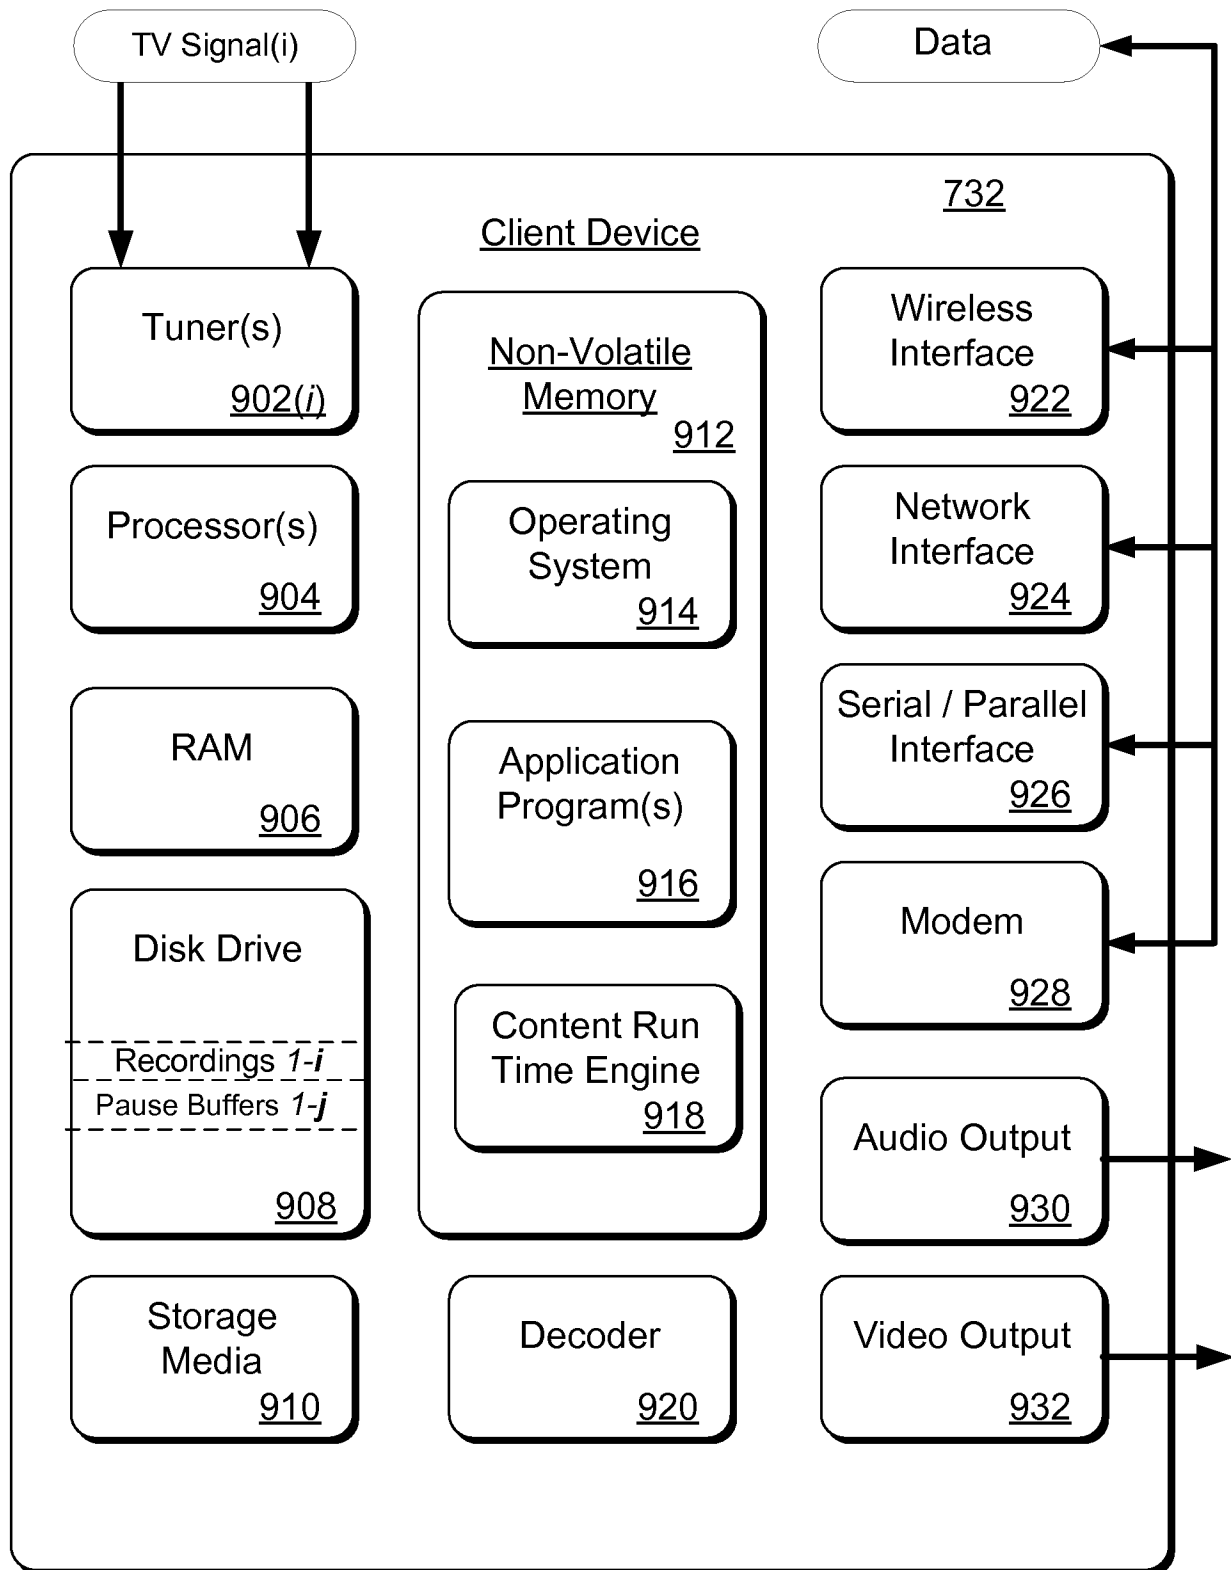 TV Signal(i)
Data
732
Client Device
Tuner(s)
902(i)
Processor(s)
904
RAM
906
Disk Drive
Recordings 1-i
Pause Buffers 1-j
908
Storage
Media
910
Non-Volatile
Memory
912
Operating
System
914
Application
Program(s)
916
Content Run
Time Engine
918
Decoder
920
Wireless
Interface
922
Network
Interface
924
Serial / Parallel
Interface
926
Modem
928
Audio Output
930
Video Output
932